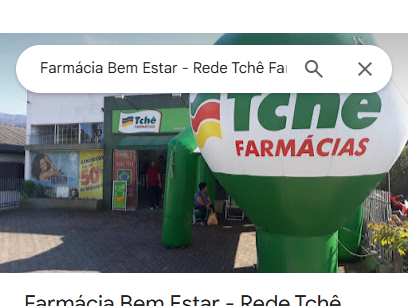 Farmácia Bem Estar - Rede Tchê Far
Tchê
FARMÁCIAS
Tchê
FARMÁCIAS
50
Farmácia Bem Estar - Rede Tchê